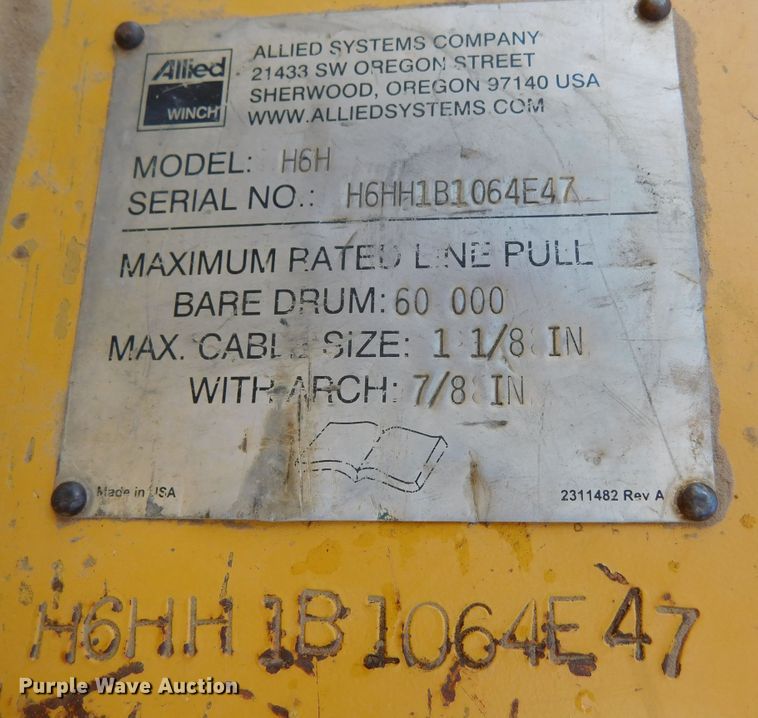 Allied
WINCH
ALLIED SYSTEMS COMPANY
21433 SW OREGON STREET
SHERWOOD, OREGON 97140 USA
WWW.ALLIEDSYSTEMS.COM
MODEL: H6H
SERIAL NO.: H6HH1B1064E47
MAXIMUM RATED LINE PULL
BARE DRUM: 60 000
MAX. CABLE SIZE: 1 1/8 IN
WITH ARCH: 7/8 IN
Made in USA
2311482 Rev A
H6HH1B1064E47
Purple Wave Auction